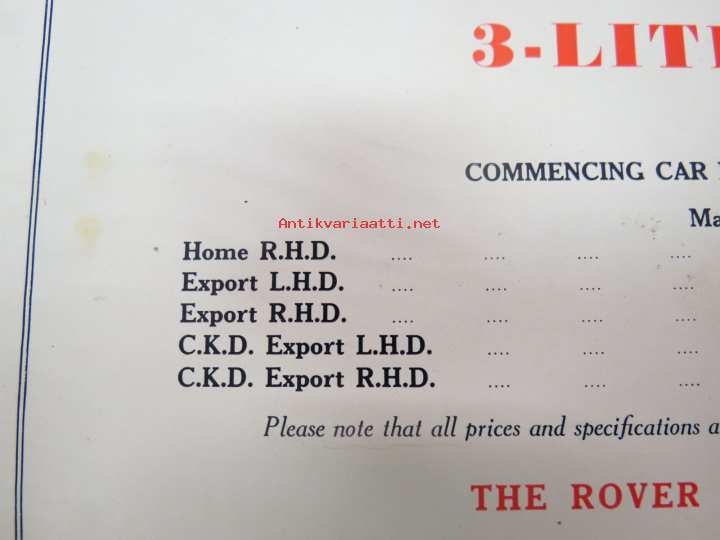 3-LIT
COMMENCING CAR
Ma
Antikvariaatti.net
Home R.H.D. .... .... .... ....
Export L.H.D. .... .... .... ....
Export R.H.D. .... .... .... ....
C.K.D. Export L.H.D. .... .... ....
C.K.D. Export R.H.D. .... .... ....
Please note that all prices and specifications a
THE ROVER